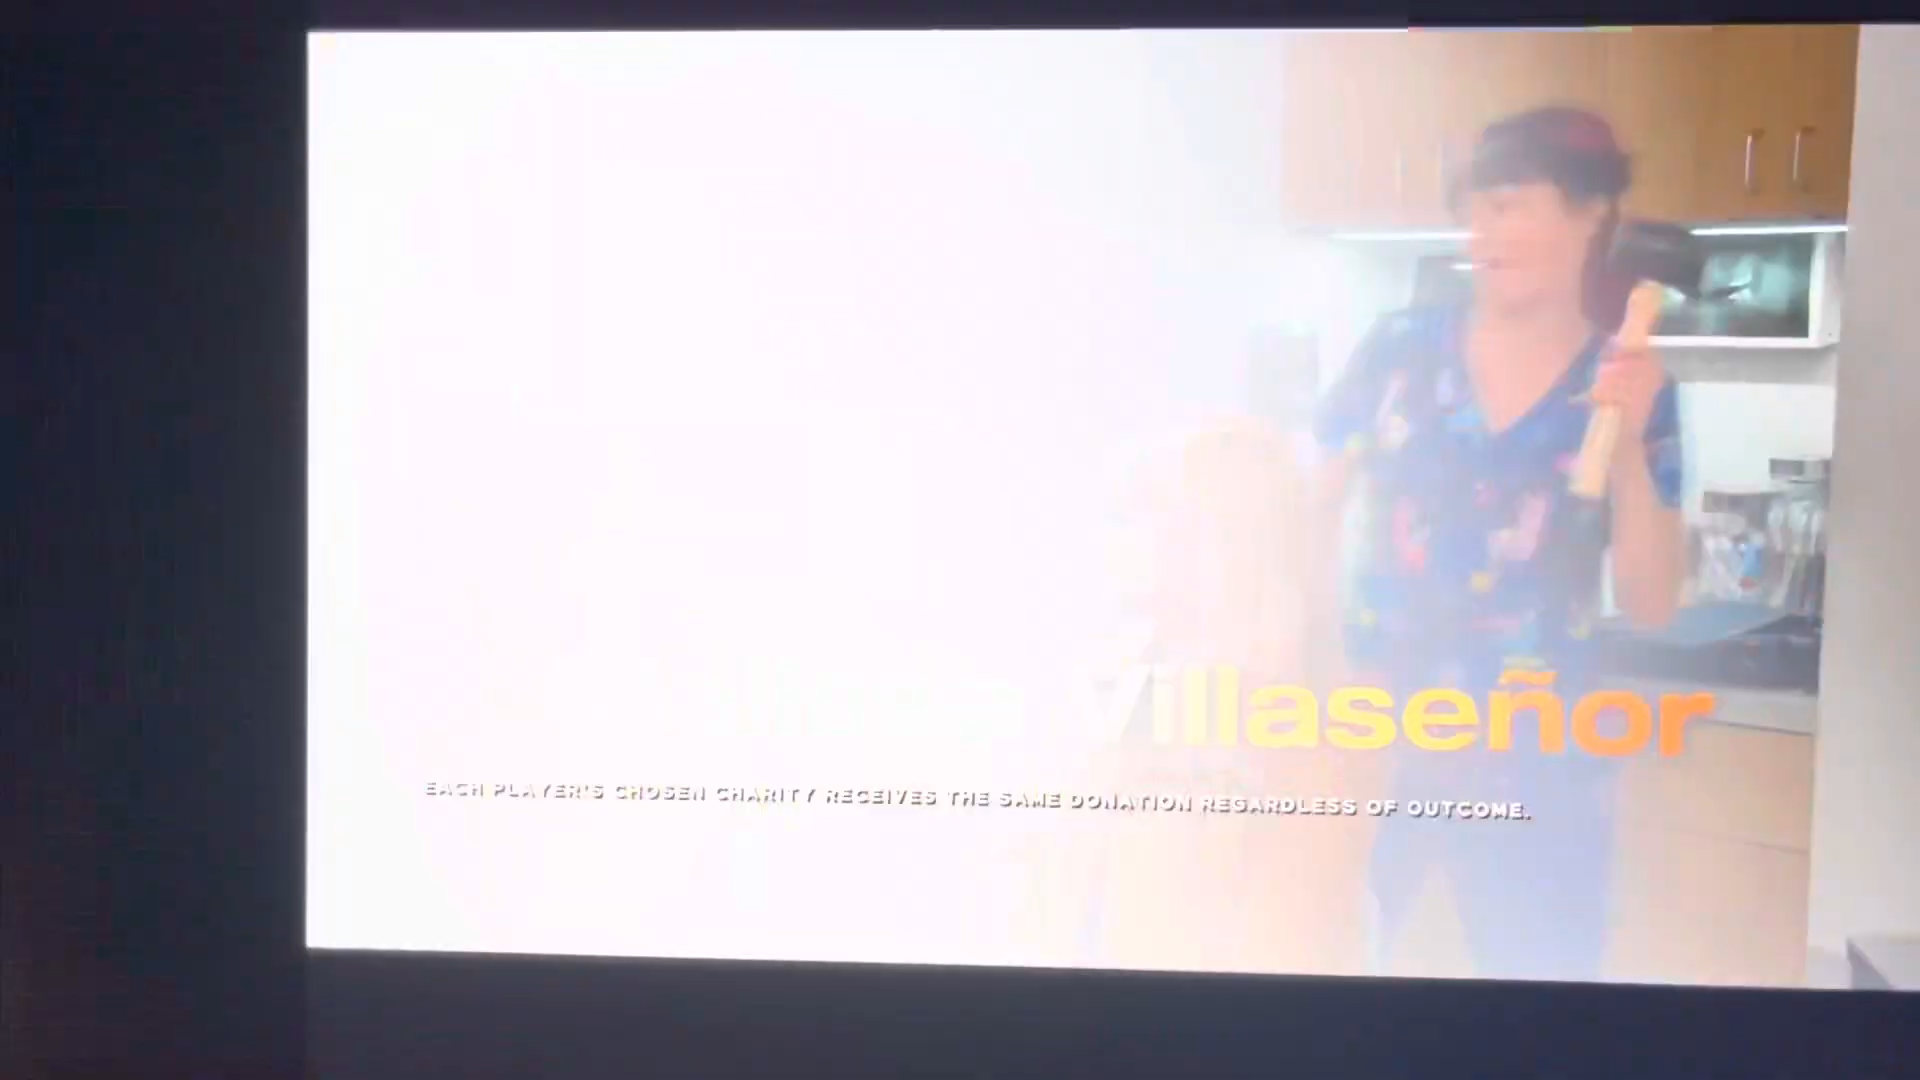 Villaseñor
EACH PLAYER'S CHOSEN CHARITY RECEIVES THE SAME DONATION REGARDLESS OF OUTCOME.